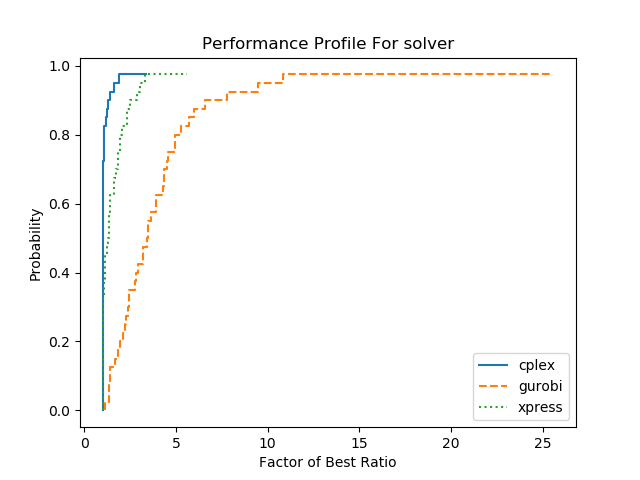 Performance Profile For solver
1.0
0.8
0.6
0.4
0.2
0.0
Probability
0
5
10
15
20
25
Factor of Best Ratio
cplex
gurobi
xpress